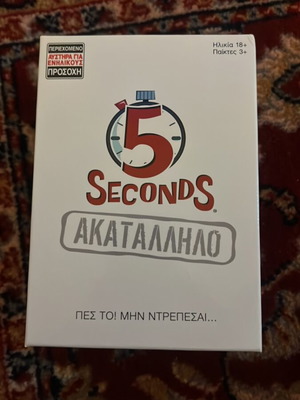 ΠΕΡΙΕΧΟΜΕΝΟ
ΑΥΣΤΗΡΑ ΓΙΑ
ΕΝΗΛΙΚΟΥΣ
ΠΡΟΣΟΧΗ
Ηλικία 18+
Παίκτες 3+
5
SECONDS®
ΑΚΑΤΑΛΛΗΛΟ
ΠΕΣ ΤΟ! ΜΗΝ ΝΤΡΕΠΕΣΑΙ...